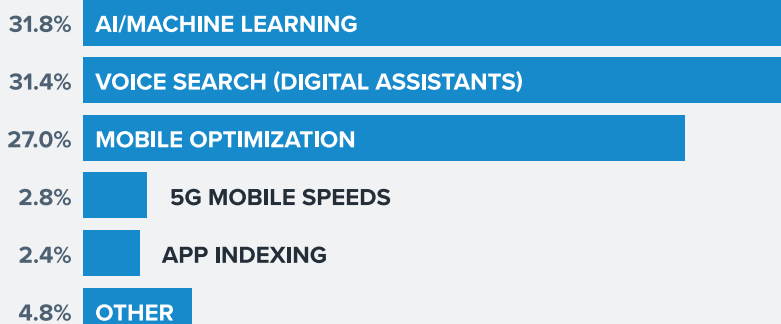 31.8% AI/MACHINE LEARNING
31.4% VOICE SEARCH (DIGITAL ASSISTANTS)
27.0% MOBILE OPTIMIZATION
2.8% 5G MOBILE SPEEDS
2.4% APP INDEXING
4.8% OTHER